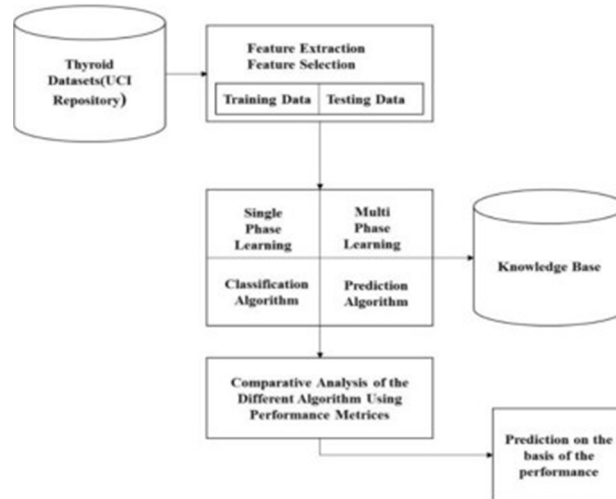 Thyroid
Datasets(UCI
Repository)
Feature Extraction
Feature Selection
Training Data
Testing Data
Single
Phase
Learning
Multi
Phase
Learning
Classification
Algorithm
Prediction
Algorithm
Knowledge Base
Comparative Analysis of the
Different Algorithm Using
Performance Metrices
Prediction on the
basis of the
performance